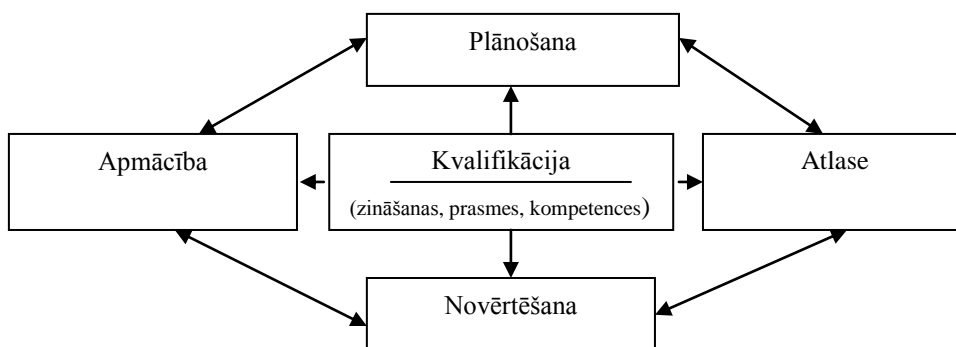 Plānošana
Apmācība
Kvalifikācija
(zināšanas, prasmes, kompetences)
Atlase
Novērtēšana